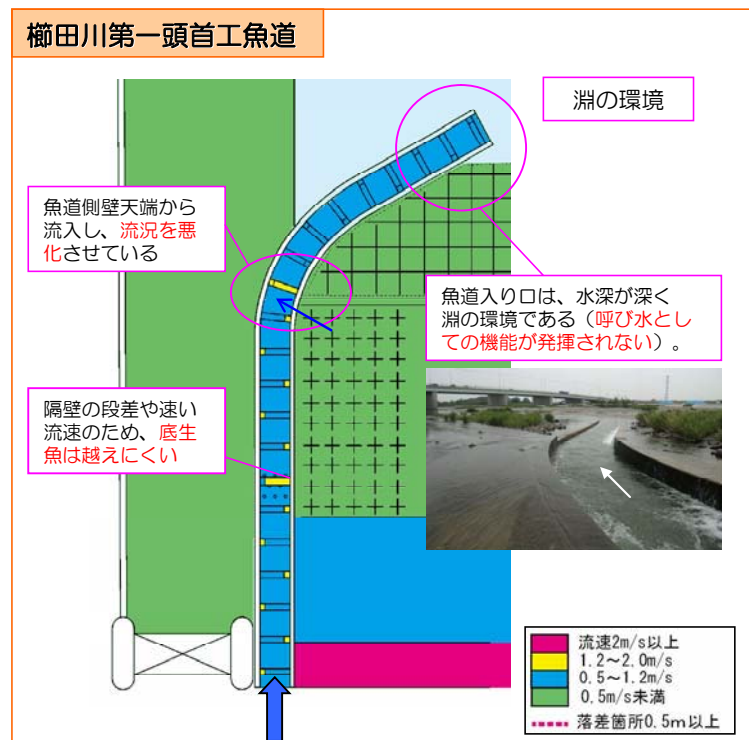 櫛田川第一頭首工魚道
淵の環境
魚道側壁天端から
流入し、流況を悪
化させている
魚道入り口は、水深が深く
淵の環境である（呼び水とし
ての機能が発揮されない）。
隔壁の段差や速い
流速のため、底生
魚は越えにくい
流速2m/s以上
1.2～2.0m/s
0.5～1.2m/s
0.5m/s未満
落差箇所0.5m以上